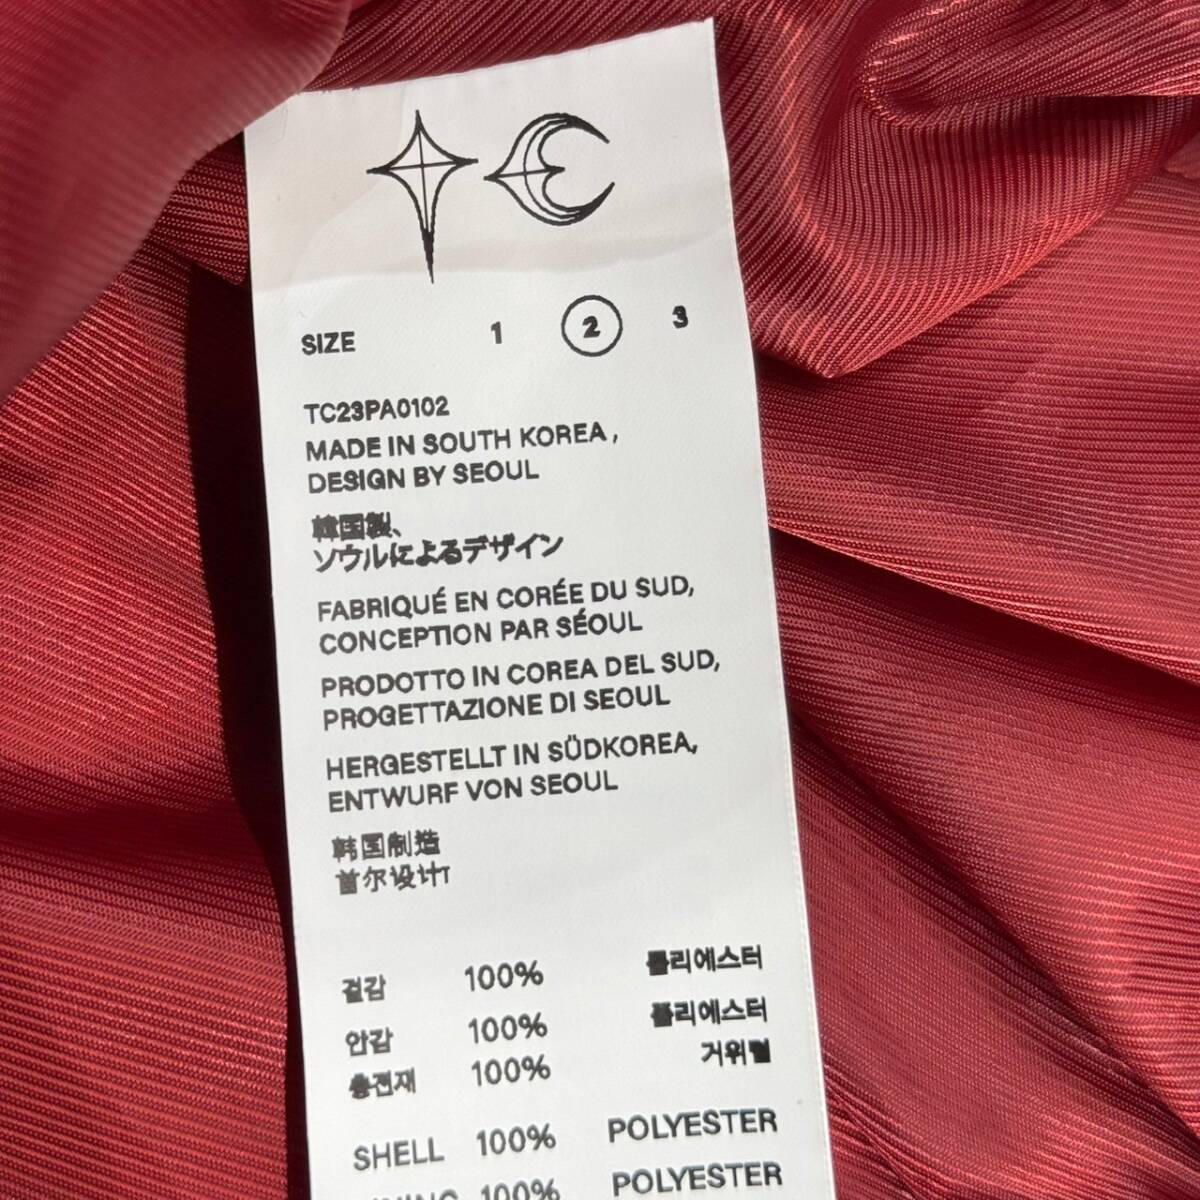 SIZE 1 2 3
TC23PA0102
MADE IN SOUTH KOREA,
DESIGN BY SEOUL
韓国製、
ソウルによるデザイン
FABRIQUÉ EN CORÉE DU SUD,
CONCEPTION PAR SÉOUL
PRODOTTO IN COREA DEL SUD,
PROGETTAZIONE DI SEOUL
HERGESTELLT IN SÜDKOREA,
ENTWURF VON SEOUL
韩国制造
首尔设计
겉감 100% 폴리에스터
안감 100% 폴리에스터
충전재 100% 거위털
SHELL 100% POLYESTER
100% POLYESTER